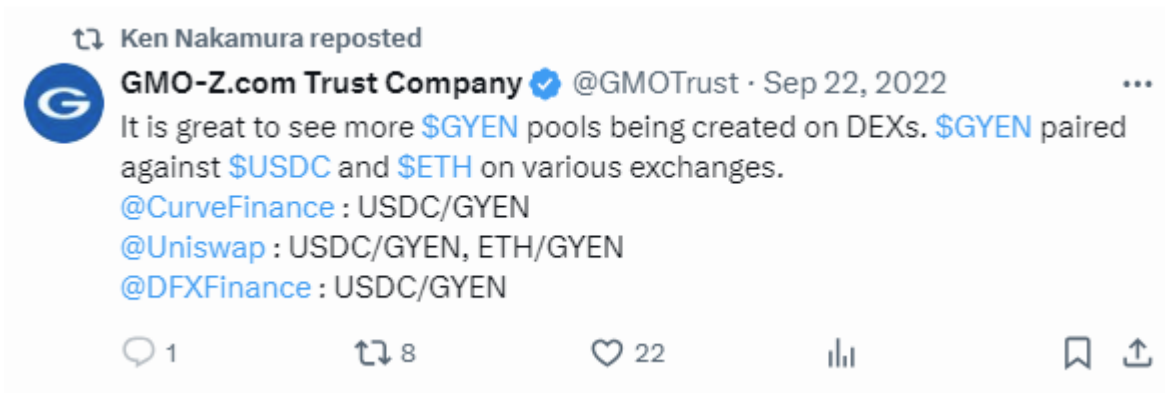 Ken Nakamura reposted
GMO-Z.com Trust Company @GMOTrust · Sep 22, 2022
It is great to see more $GYEN pools being created on DEXs. $GYEN paired
against $USDC and $ETH on various exchanges.
@CurveFinance : USDC/GYEN
@Uniswap : USDC/GYEN, ETH/GYEN
@DFXFinance : USDC/GYEN
1 8 22